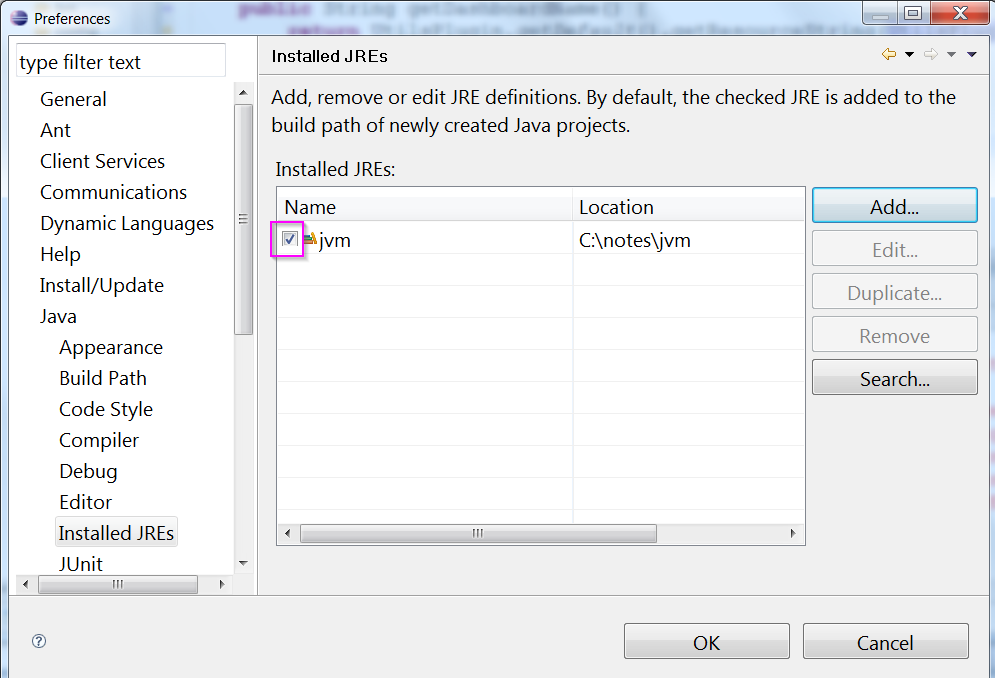 Preferences
public String getDashboardName() {
type filter text
General
Ant
Client Services
Communications
Dynamic Languages
Help
Install/Update
Java
Appearance
Build Path
Code Style
Compiler
Debug
Editor
Installed JREs
JUnit
Installed JREs
Add, remove or edit JRE definitions. By default, the checked JRE is added to the
build path of newly created Java projects.
Installed JREs:
Name Location
jvm C:\notes\jvm
Add...
Edit...
Duplicate...
Remove
Search...
?
OK Cancel